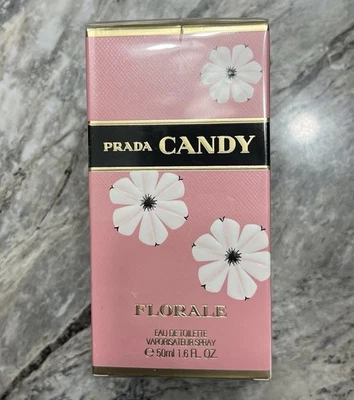 PRADA CANDY
FLORALE
EAU DE TOILETTE
VAPORISATEUR SPRAY
℮ 50ml 1.6 FL. OZ.